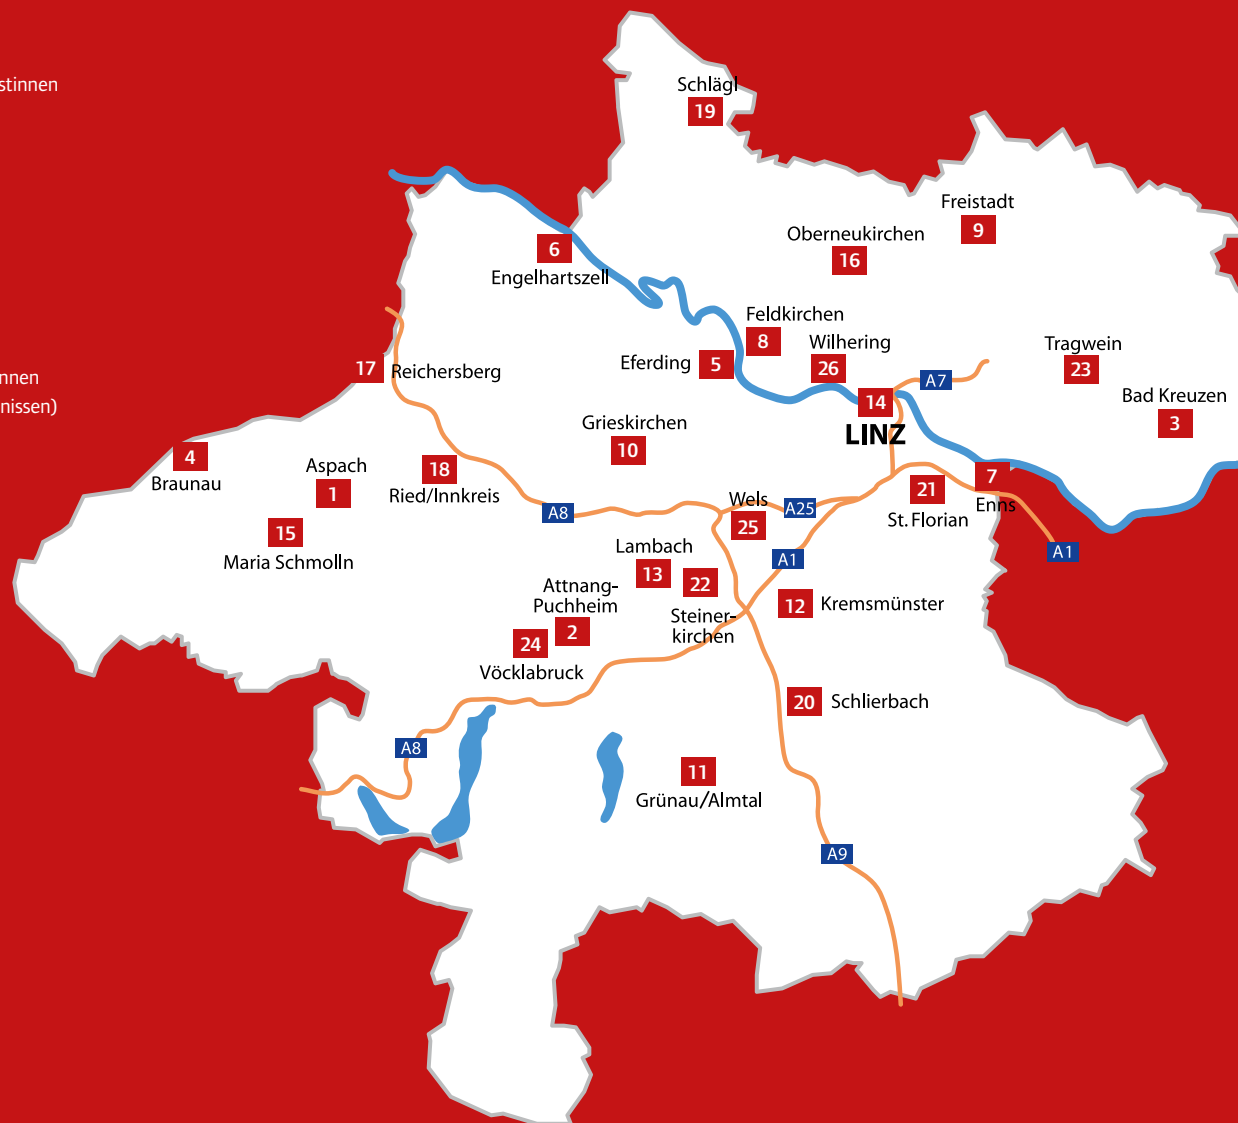 stinnen
Schlägl
19
Freistadt
9
Oberneukirchen
16
6
Engelhartszell
Feldkirchen
8
Wilhering
26
Eferding 5
Tragwein
23
17 Reichersberg
nnen
nissen)
A7
14
LINZ
Bad Kreuzen
3
Grieskirchen
10
4
Braunau
Aspach
1
18
Ried/Innkreis
7
Enns
21
St. Florian
Wels
25
A25
A8
15
Maria Schmolln
Lambach
13
A1
A1
22
Steiner-
kirchen
Attnang-
Puchheim
2
12 Kremsmünster
24
Vöcklabruck
20 Schlierbach
A8
11
Grünau/Almtal
A9